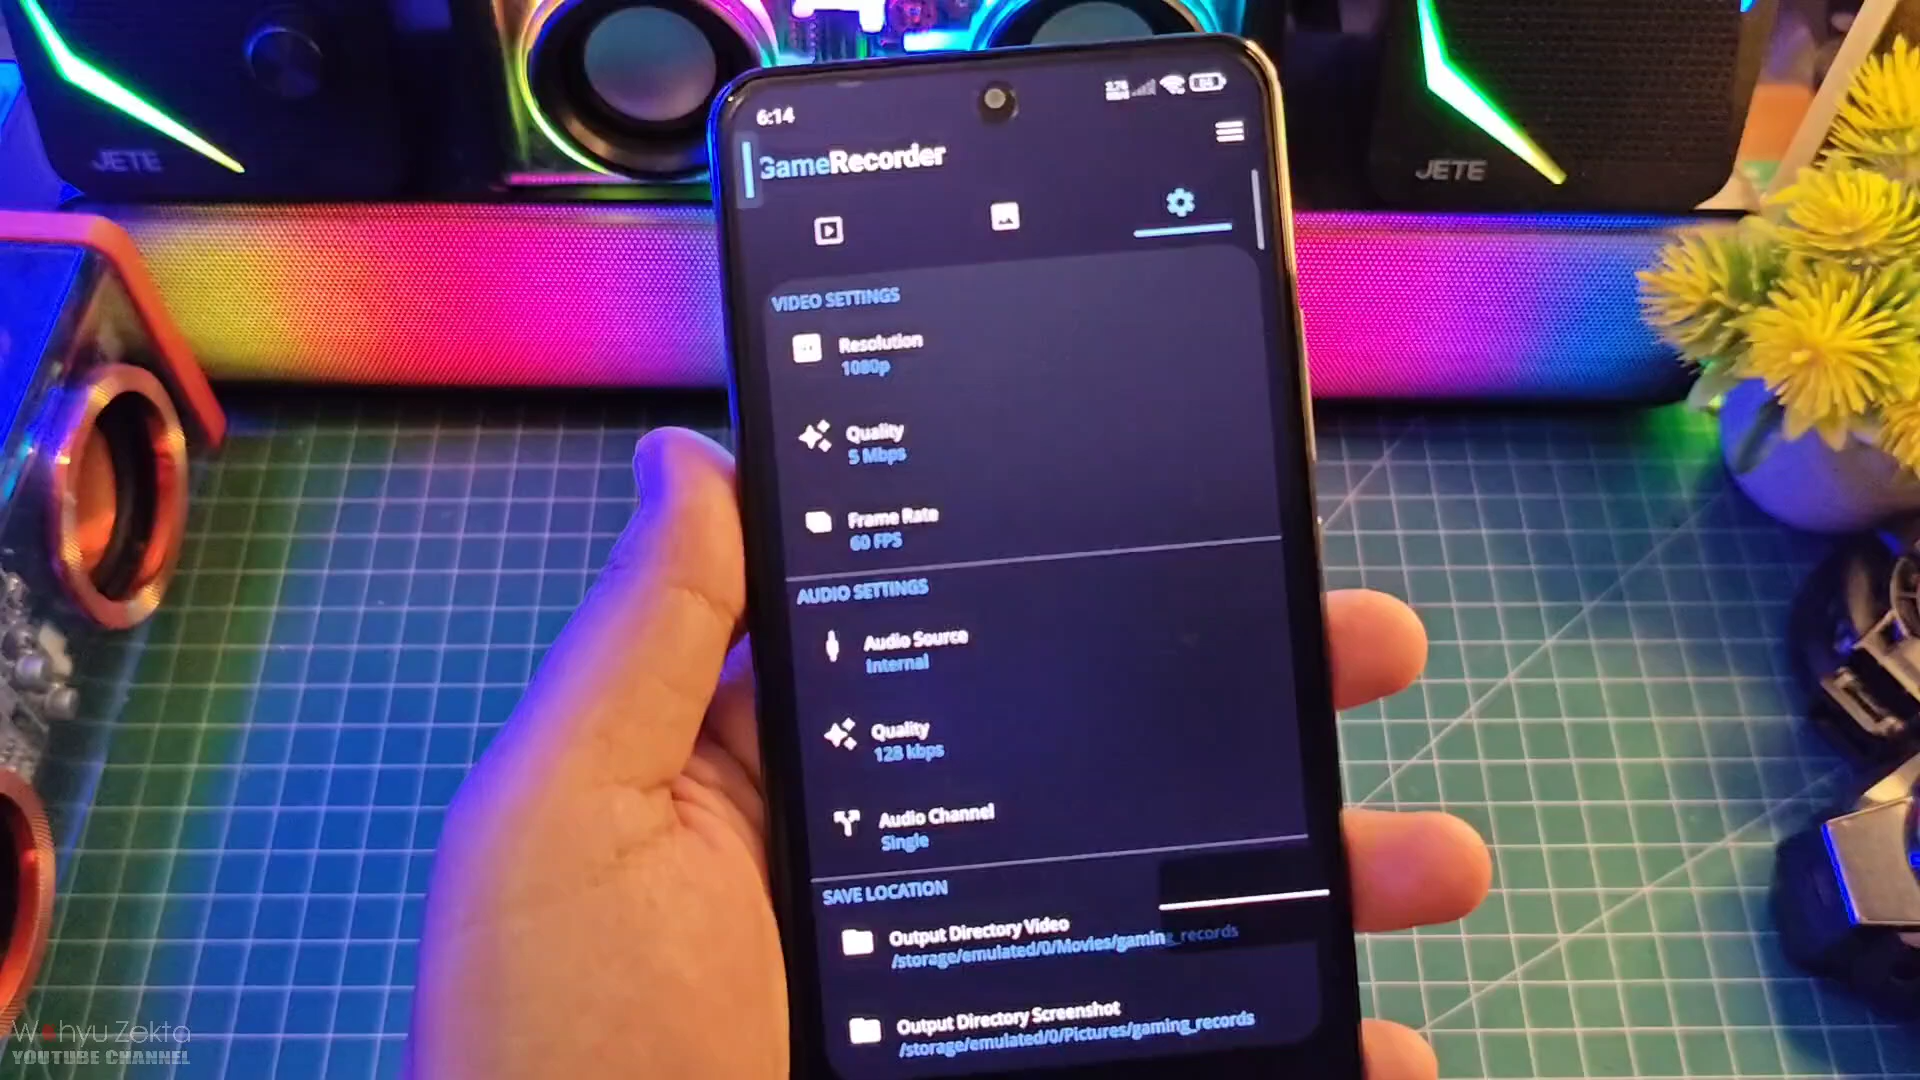 JETE
JETE
6:14
GameRecorder
VIDEO SETTINGS
Resolution
1080p
Quality
5 Mbps
Frame Rate
60 FPS
AUDIO SETTINGS
Audio Source
Internal
Quality
128 kbps
Audio Channel
Single
SAVE LOCATION
Output Directory Video
/storage/emulated/0/Movies/gaming_records
Output Directory Screenshot
/storage/emulated/0/Pictures/gaming_records
Wahyu Zekta
YOUTUBE CHANNEL